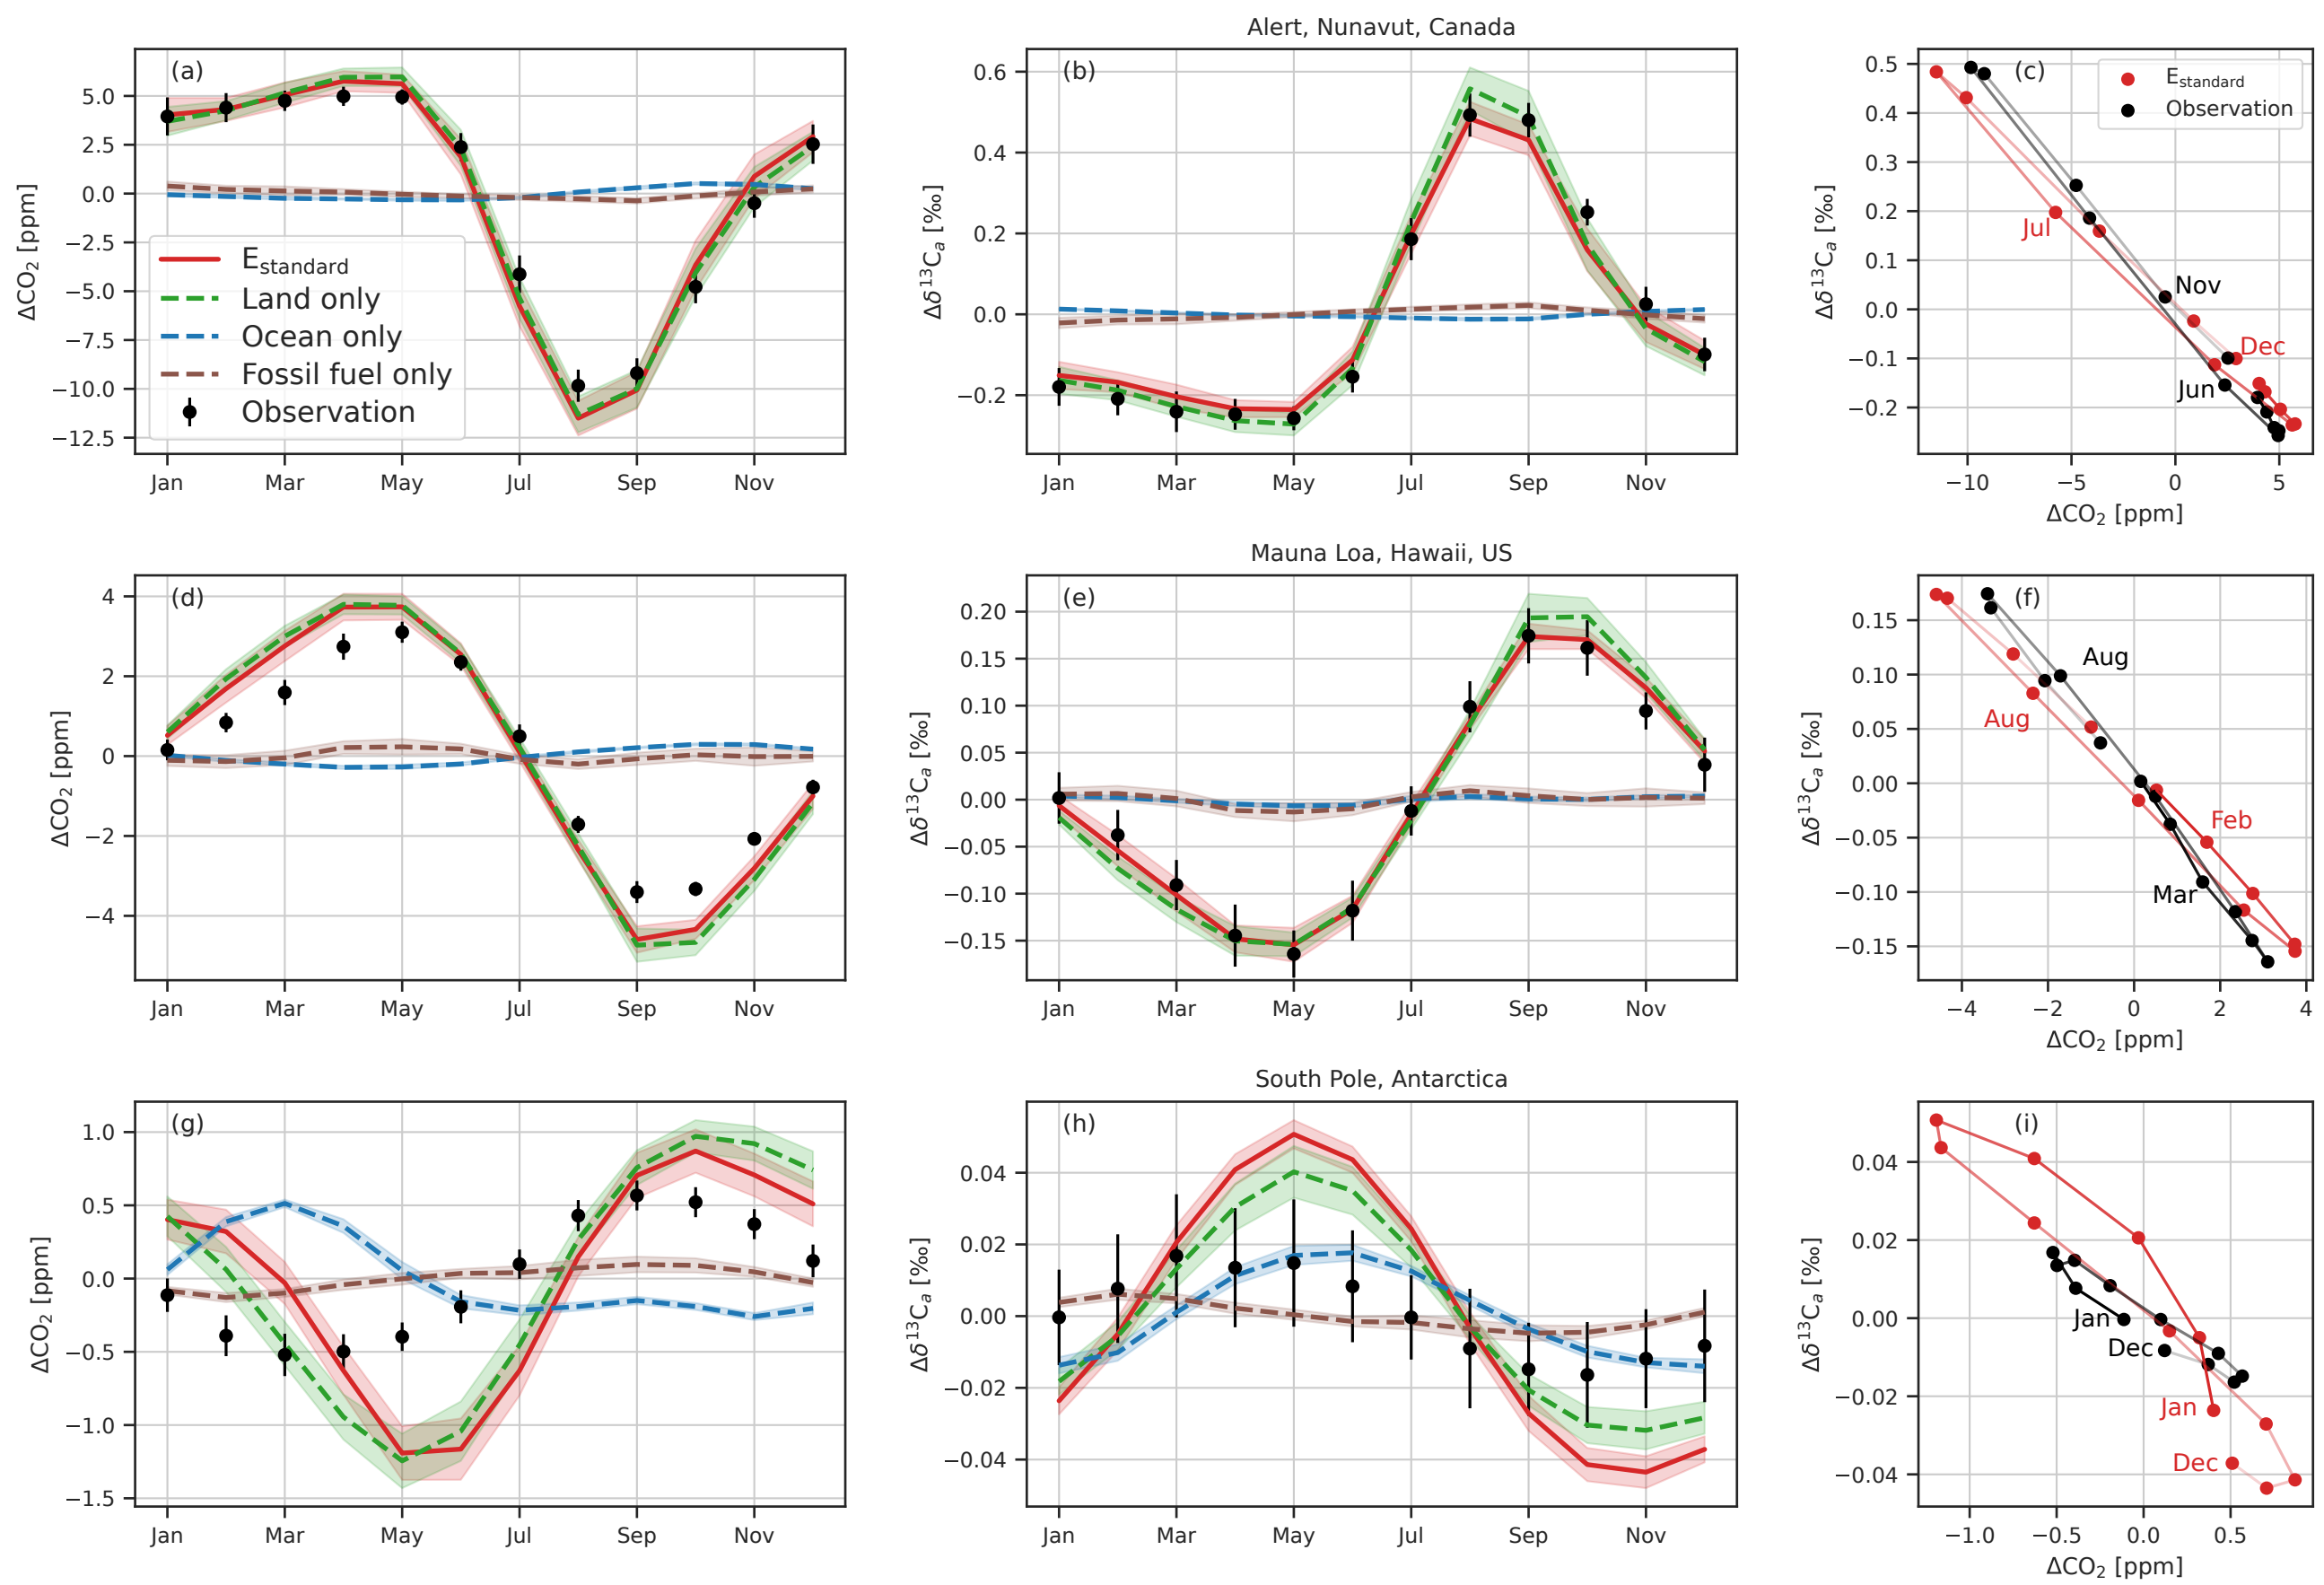 Alert, Nunavut, Canada
(a)
5.0
2.5
0.0
−2.5
−5.0
−7.5
−10.0
−12.5
ΔCO₂ [ppm]
E_standard
Land only
Ocean only
Fossil fuel only
Observation
Jan Mar May Jul Sep Nov
(b)
0.6
0.4
0.2
0.0
−0.2
Δδ¹³Cₐ [‰]
Jan Mar May Jul Sep Nov
(c)
E_standard
Observation
0.5
0.4
0.3
0.2
0.1
0.0
−0.1
−0.2
Δδ¹³Cₐ [‰]
Jul
Nov
Dec
Jun
−10 −5 0 5
ΔCO₂ [ppm]
Mauna Loa, Hawaii, US
(d)
4
2
0
−2
−4
ΔCO₂ [ppm]
Jan Mar May Jul Sep Nov
(e)
0.20
0.15
0.10
0.05
0.00
−0.05
−0.10
−0.15
Δδ¹³Cₐ [‰]
Jan Mar May Jul Sep Nov
(f)
0.15
0.10
0.05
0.00
−0.05
−0.10
−0.15
Δδ¹³Cₐ [‰]
Aug
Aug
Feb
Mar
−4 −2 0 2 4
ΔCO₂ [ppm]
South Pole, Antarctica
(g)
1.0
0.5
0.0
−0.5
−1.0
−1.5
ΔCO₂ [ppm]
Jan Mar May Jul Sep Nov
(h)
0.04
0.02
0.00
−0.02
−0.04
Δδ¹³Cₐ [‰]
Jan Mar May Jul Sep Nov
(i)
0.04
0.02
0.00
−0.02
−0.04
Δδ¹³Cₐ [‰]
Jan
Dec
Jan
Dec
−1.0 −0.5 0.0 0.5
ΔCO₂ [ppm]